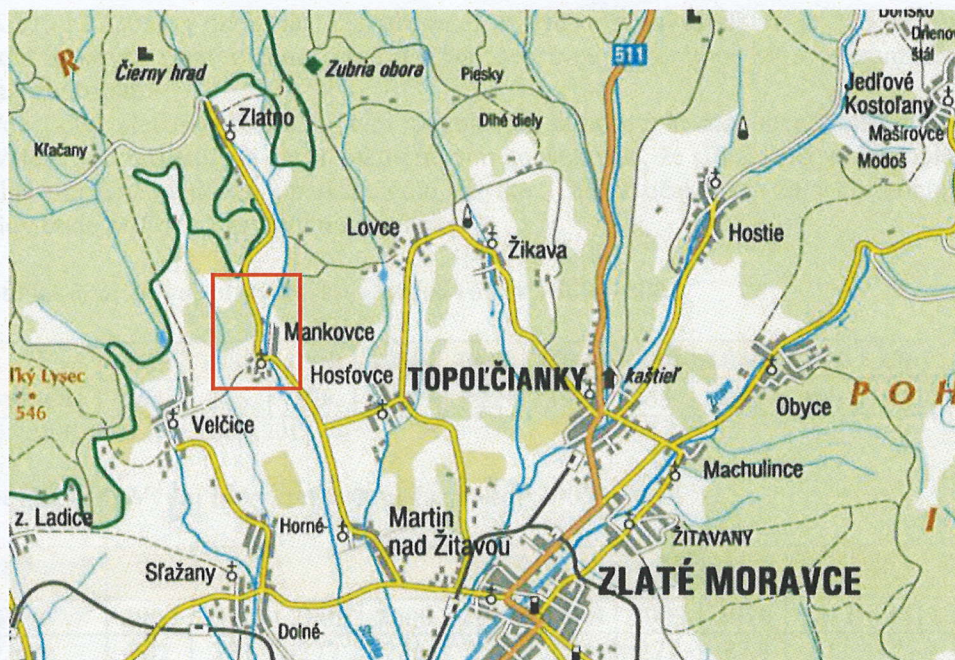 R
Čierny hrad
Zubria obora
Piesky
511
Jedľové
Kostoľany
Zlatno
Dlhé diely
Kľačany
Mašírovce
Modoš
Lovce
Žikava
Hostie
Mankovce
Hosťovce
TOPOĽČIANKY
kaštieľ
546
Velčice
Obyce
P O H
Machulince
z. Ladice
Horné-
Martin
nad Žitavou
ŽITAVANY
I
Sľažany
ZLATÉ MORAVCE
Dolné-